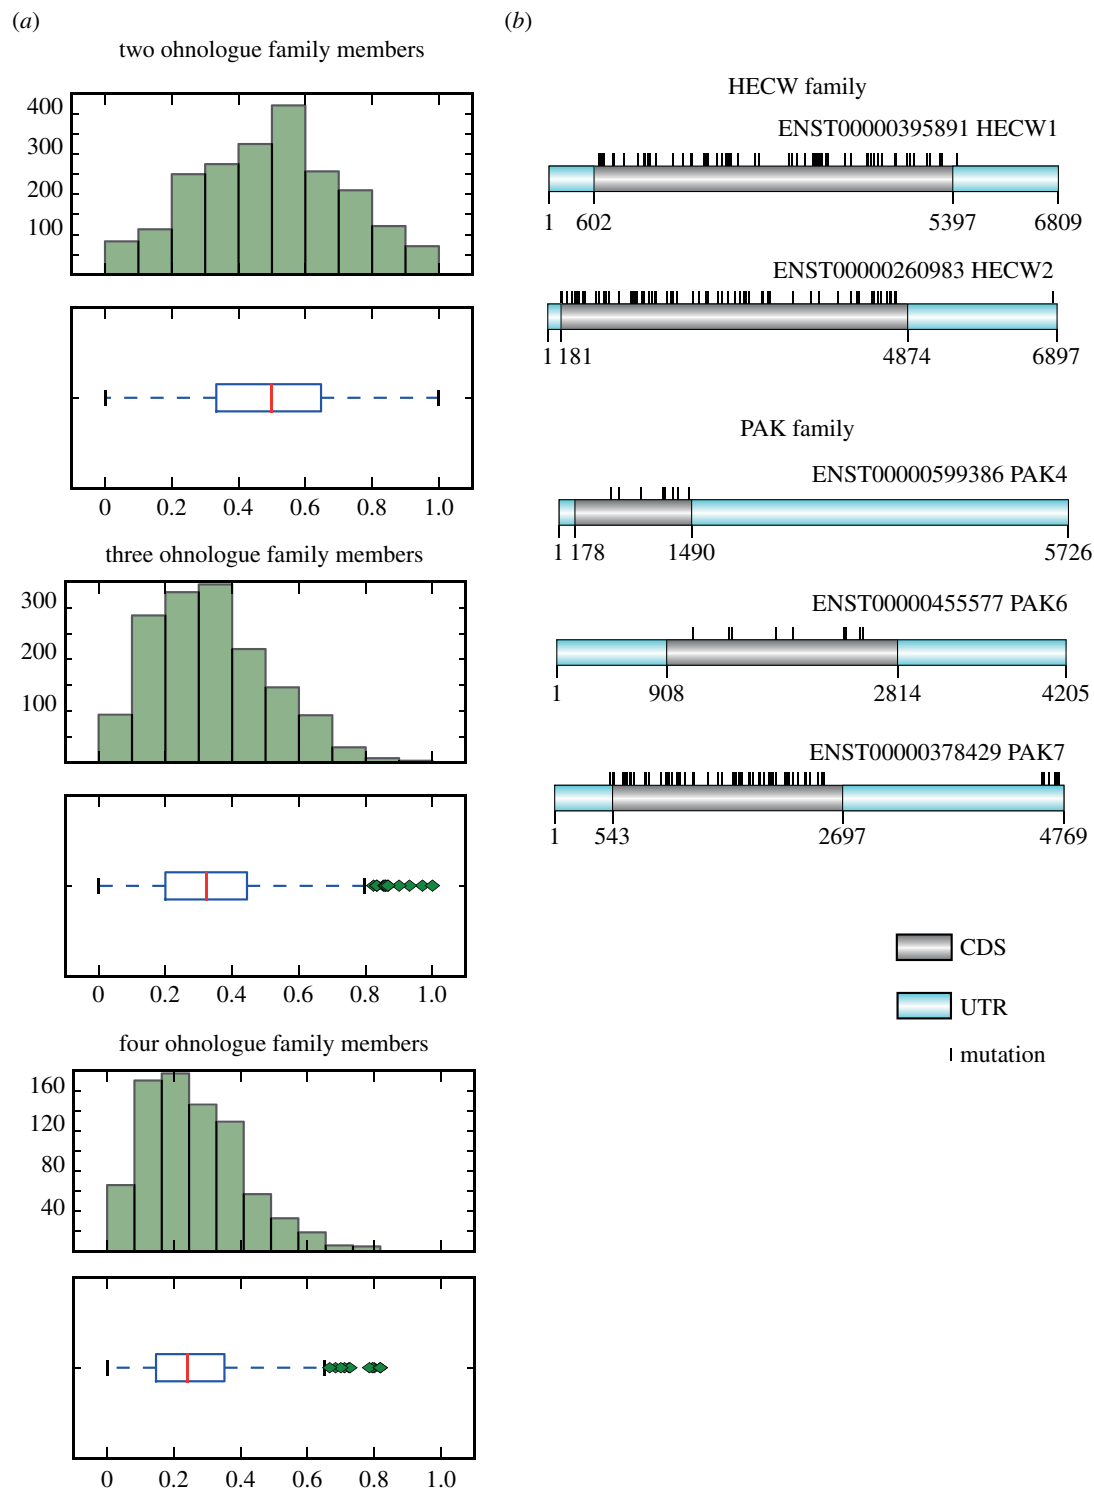 (a)
two ohnologue family members
400
300
200
100
0 0.2 0.4 0.6 0.8 1.0
three ohnologue family members
300
200
100
0 0.2 0.4 0.6 0.8 1.0
four ohnologue family members
160
120
80
40
0 0.2 0.4 0.6 0.8 1.0
(b)
HECW family
ENST00000395891 HECW1
1 602 5397 6809
ENST00000260983 HECW2
1 181 4874 6897
PAK family
ENST00000599386 PAK4
1 178 1490 5726
ENST00000455577 PAK6
1 908 2814 4205
ENST00000378429 PAK7
1 543 2697 4769
CDS
UTR
mutation